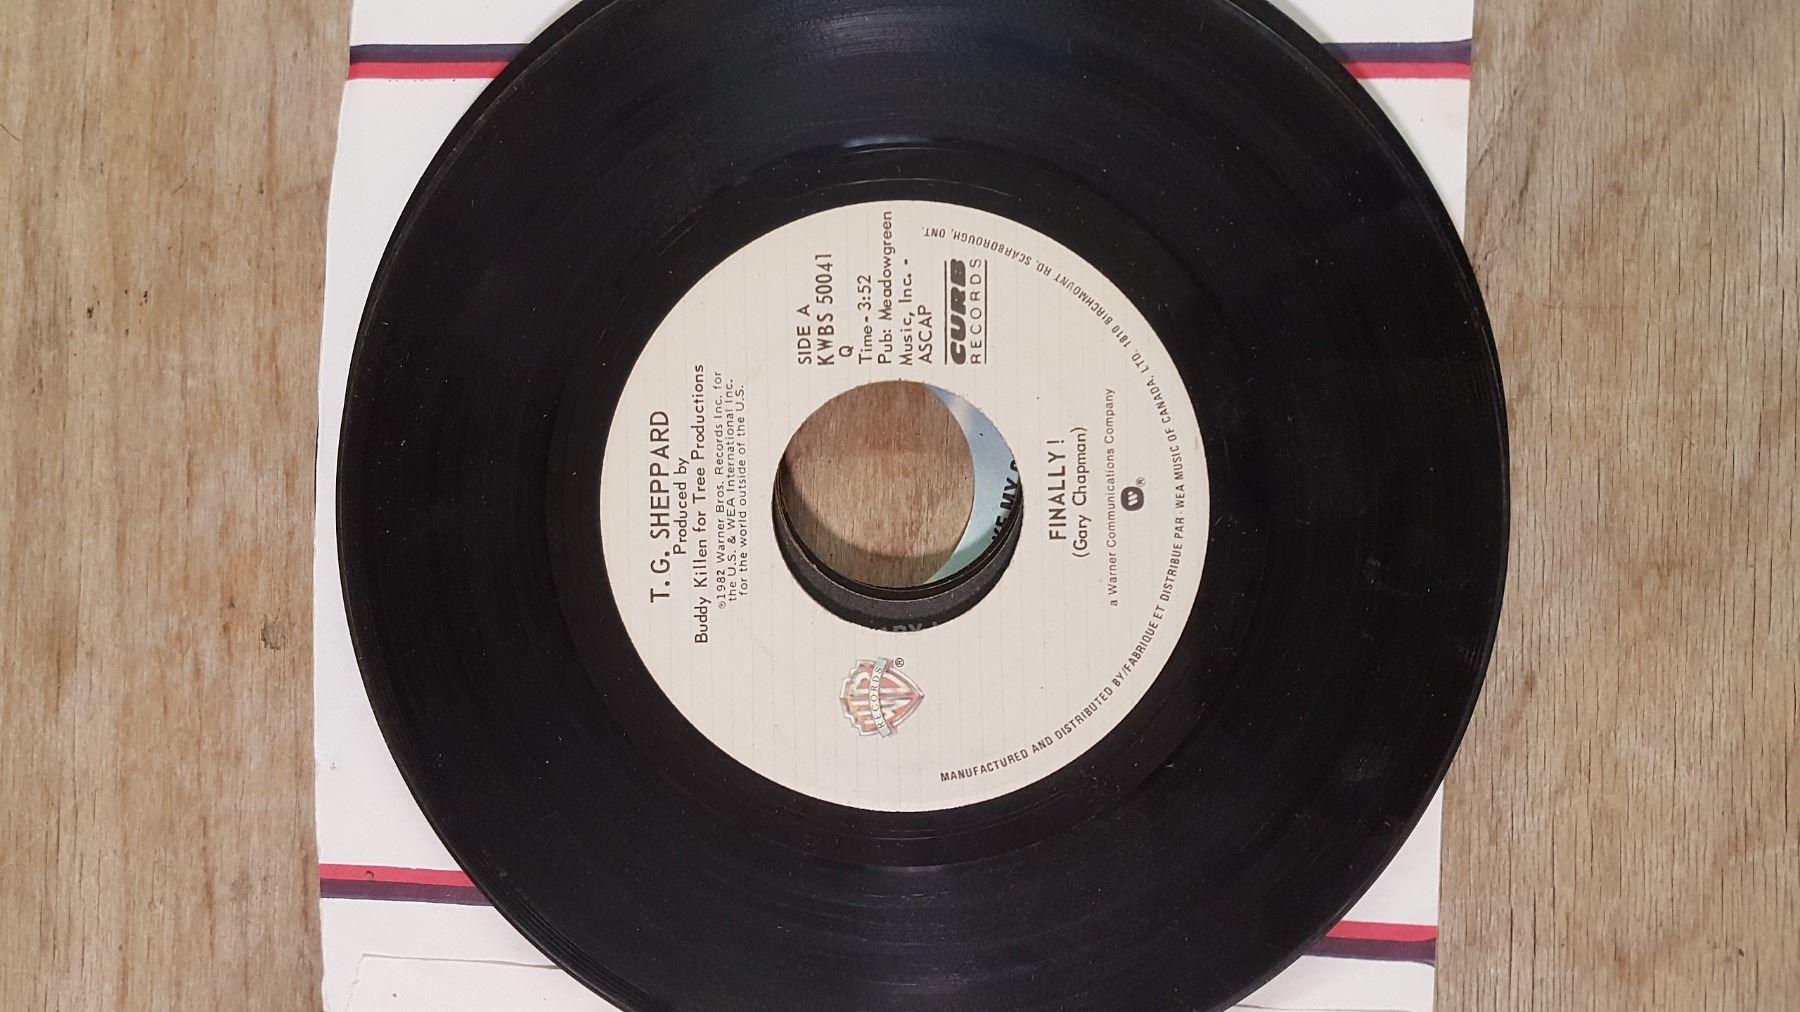 T. G. SHEPPARD
Produced by
Buddy Killen for Tree Productions
℗1982 Warner Bros. Records Inc. for
the U.S. & WEA International Inc.
for the world outside of the U.S.
SIDE A
KWBS 50041
Q
Time - 3:52
Pub: Meadowgreen
Music, Inc. -
ASCAP
CURB
RECORDS
RECORDS
®
FINALLY!
(Gary Chapman)
a Warner Communications Company
®
MANUFACTURED AND DISTRIBUTED BY/FABRIQUE ET DISTRIBUE PAR · WEA MUSIC OF CANADA, LTD. 1810 BIRCHMOUNT RD. SCARBOROUGH, ONT.
MY